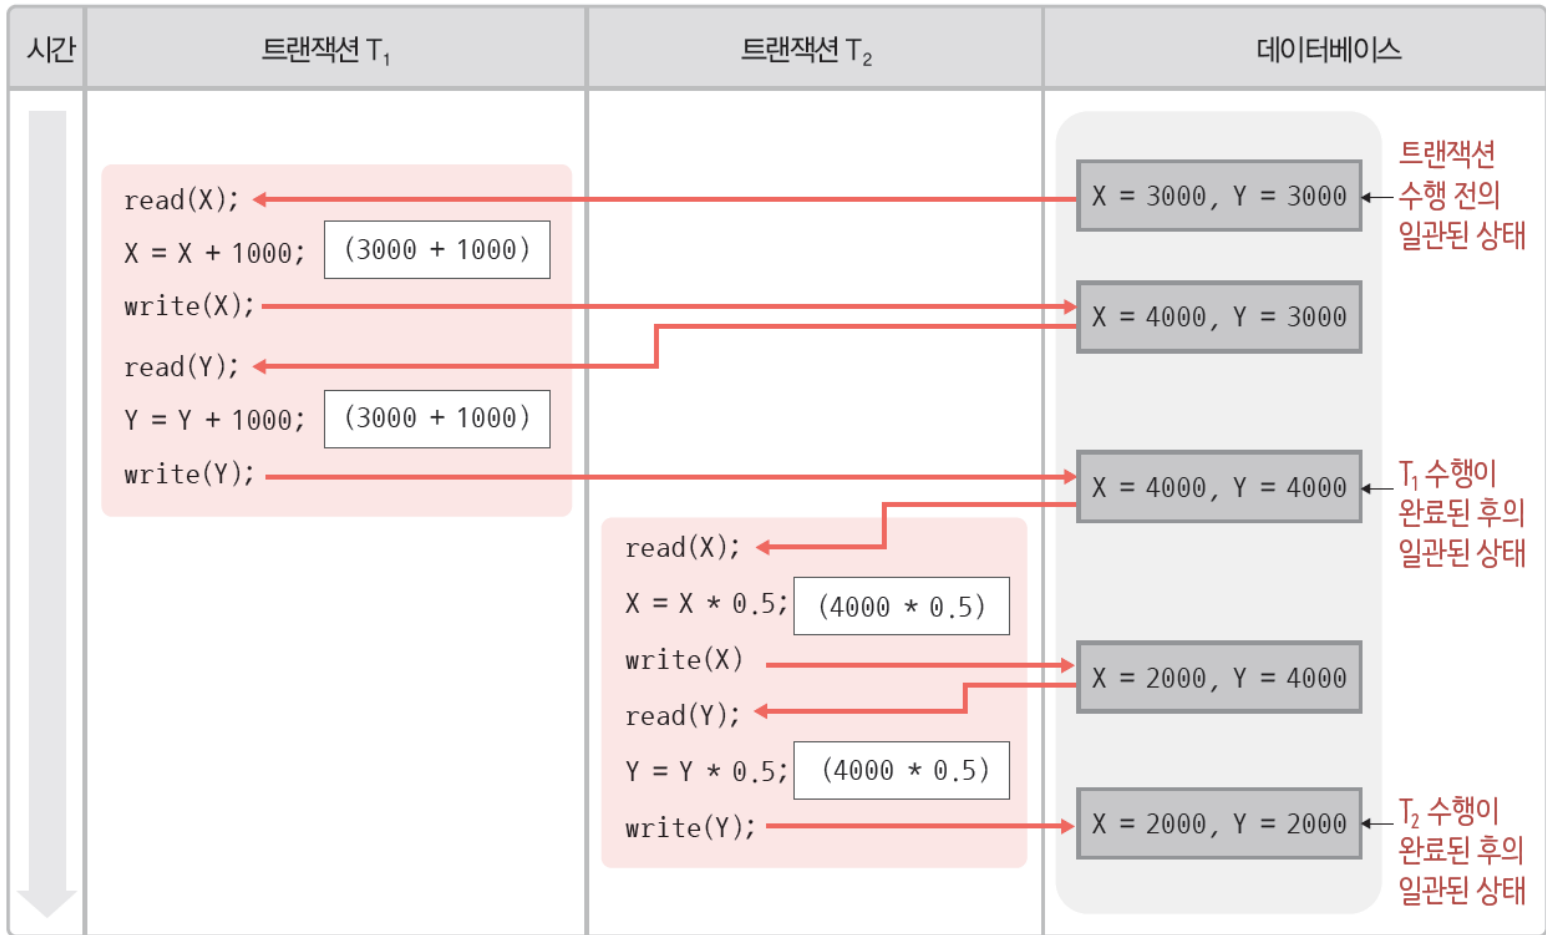 시간 트랜잭션 T₁ 트랜잭션 T₂ 데이터베이스
트랜잭션
수행 전의
일관된 상태
read(X);
X = 3000, Y = 3000
X = X + 1000; (3000 + 1000)
write(X);
X = 4000, Y = 3000
read(Y);
Y = Y + 1000; (3000 + 1000)
write(Y);
X = 4000, Y = 4000
T₁ 수행이
완료된 후의
일관된 상태
read(X);
X = X * 0.5; (4000 * 0.5)
write(X)
X = 2000, Y = 4000
read(Y);
Y = Y * 0.5; (4000 * 0.5)
write(Y);
X = 2000, Y = 2000
T₂ 수행이
완료된 후의
일관된 상태